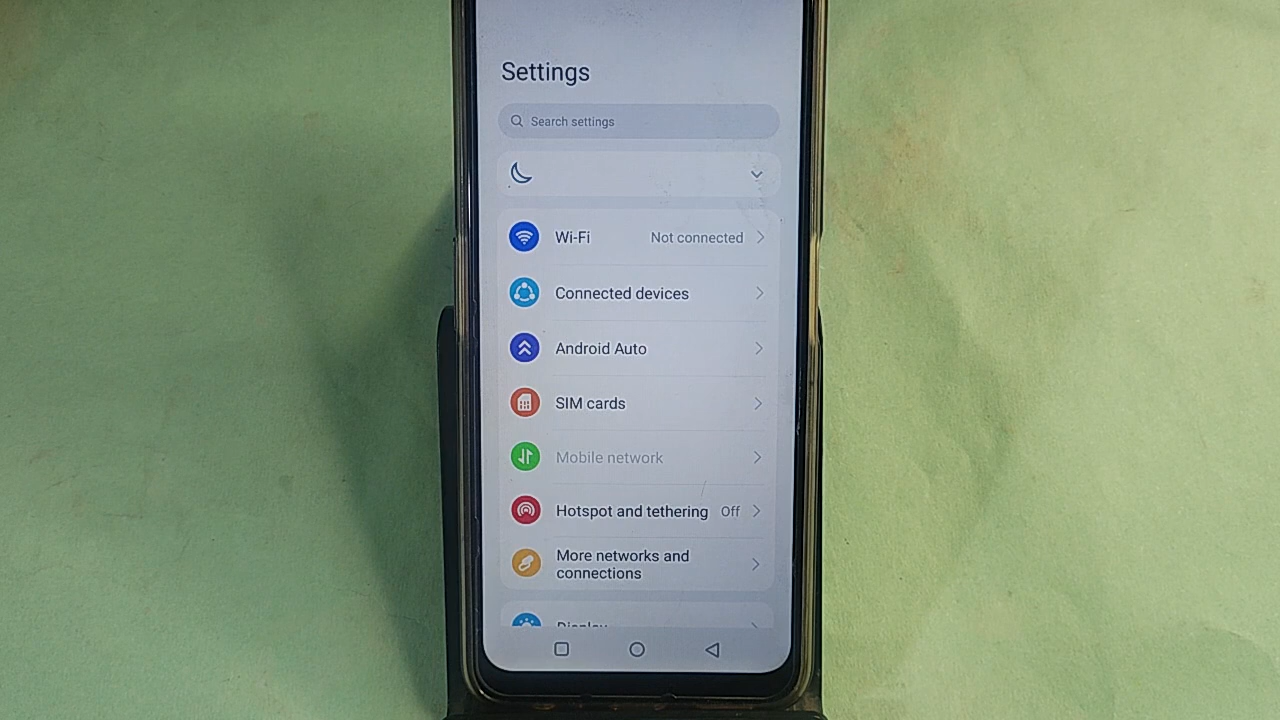 Settings
Search settings
Wi-Fi Not connected
Connected devices
Android Auto
SIM cards
Mobile network
Hotspot and tethering Off
More networks and
connections
Display